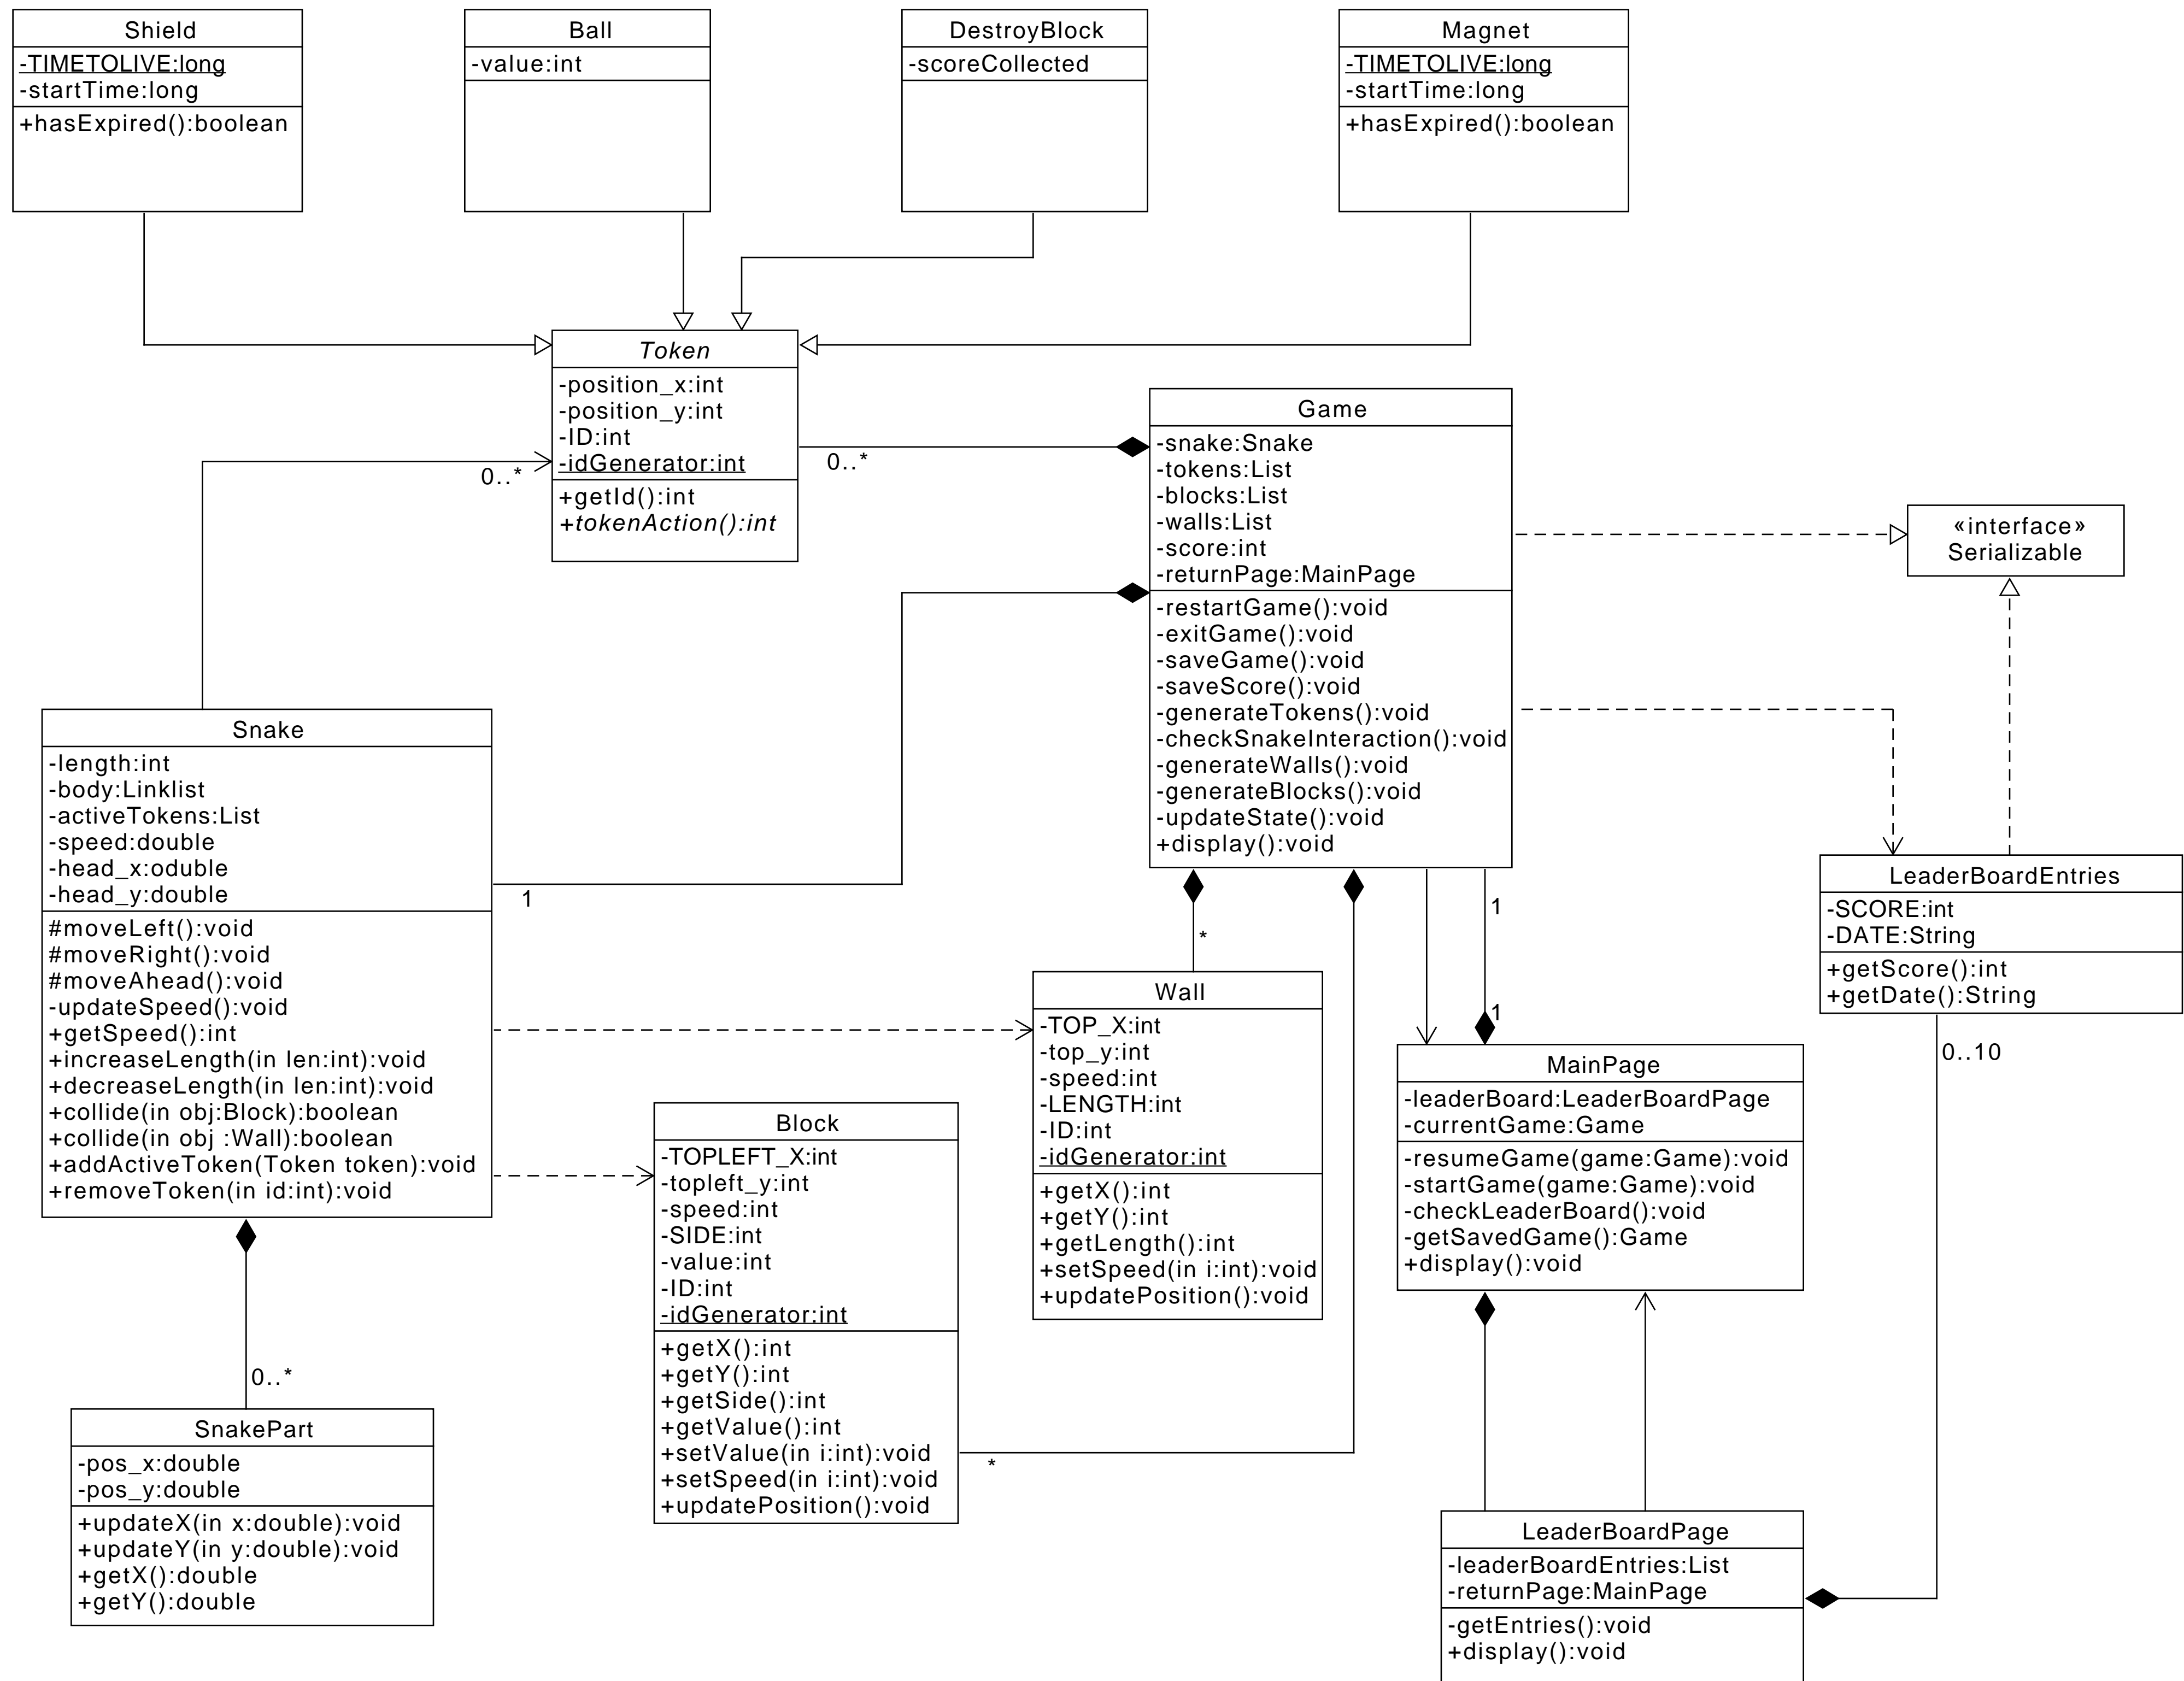 Shield
-TIMETOLIVE:long
-startTime:long
+hasExpired():boolean
Ball
-value:int
DestroyBlock
-scoreCollected
Magnet
-TIMETOLIVE:long
-startTime:long
+hasExpired():boolean
Token
-position_x:int
-position_y:int
-ID:int
-idGenerator:int
+getId():int
+tokenAction():int
0..*
0..*
Game
-snake:Snake
-tokens:List
-blocks:List
-walls:List
-score:int
-returnPage:MainPage
-restartGame():void
-exitGame():void
-saveGame():void
-saveScore():void
-generateTokens():void
-checkSnakeInteraction():void
-generateWalls():void
-generateBlocks():void
-updateState():void
+display():void
«interface»
Serializable
Snake
-length:int
-body:Linklist
-activeTokens:List
-speed:double
-head_x:oduble
-head_y:double
#moveLeft():void
#moveRight():void
#moveAhead():void
-updateSpeed():void
+getSpeed():int
+increaseLength(in len:int):void
+decreaseLength(in len:int):void
+collide(in obj:Block):boolean
+collide(in obj :Wall):boolean
+addActiveToken(Token token):void
+removeToken(in id:int):void
1
*
1
1
LeaderBoardEntries
-SCORE:int
-DATE:String
+getScore():int
+getDate():String
0..10
Wall
-TOP_X:int
-top_y:int
-speed:int
-LENGTH:int
-ID:int
-idGenerator:int
+getX():int
+getY():int
+getLength():int
+setSpeed(in i:int):void
+updatePosition():void
MainPage
-leaderBoard:LeaderBoardPage
-currentGame:Game
-resumeGame(game:Game):void
-startGame(game:Game):void
-checkLeaderBoard():void
-getSavedGame():Game
+display():void
Block
-TOPLEFT_X:int
-topleft_y:int
-speed:int
-SIDE:int
-value:int
-ID:int
-idGenerator:int
+getX():int
+getY():int
+getSide():int
+getValue():int
+setValue(in i:int):void
+setSpeed(in i:int):void
+updatePosition():void
*
0..*
SnakePart
-pos_x:double
-pos_y:double
+updateX(in x:double):void
+updateY(in y:double):void
+getX():double
+getY():double
LeaderBoardPage
-leaderBoardEntries:List
-returnPage:MainPage
-getEntries():void
+display():void